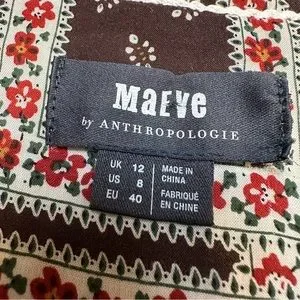 MaEve
by ANTHROPOLOGIE
UK 12
US 8
EU 40
MADE IN
CHINA
FABRIQUÉ
EN CHINE